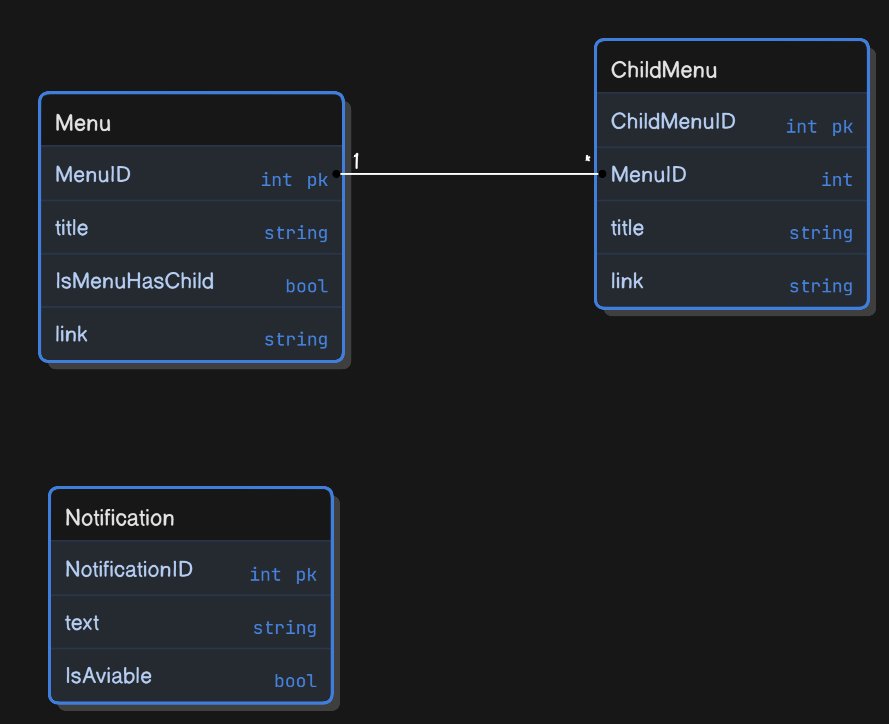 Menu
MenuID int pk
title string
IsMenuHasChild bool
link string
1 *
ChildMenu
ChildMenuID int pk
MenuID int
title string
link string
Notification
NotificationID int pk
text string
IsAviable bool